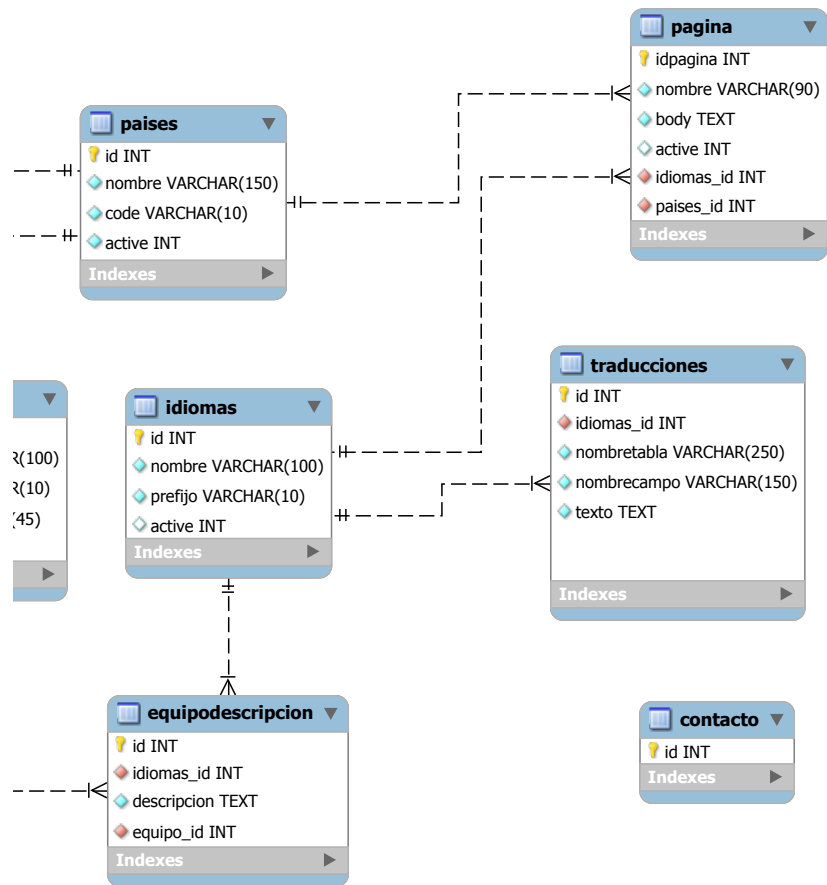 pagina
idpagina INT
nombre VARCHAR(90)
body TEXT
active INT
idiomas_id INT
paises_id INT
Indexes
paises
id INT
nombre VARCHAR(150)
code VARCHAR(10)
active INT
Indexes
traducciones
id INT
idiomas_id INT
nombretabla VARCHAR(250)
nombrecampo VARCHAR(150)
texto TEXT
Indexes
idiomas
id INT
nombre VARCHAR(100)
prefijo VARCHAR(10)
active INT
Indexes
R(100)
R(10)
(45)
equipodescripcion
id INT
idiomas_id INT
descripcion TEXT
equipo_id INT
Indexes
contacto
id INT
Indexes